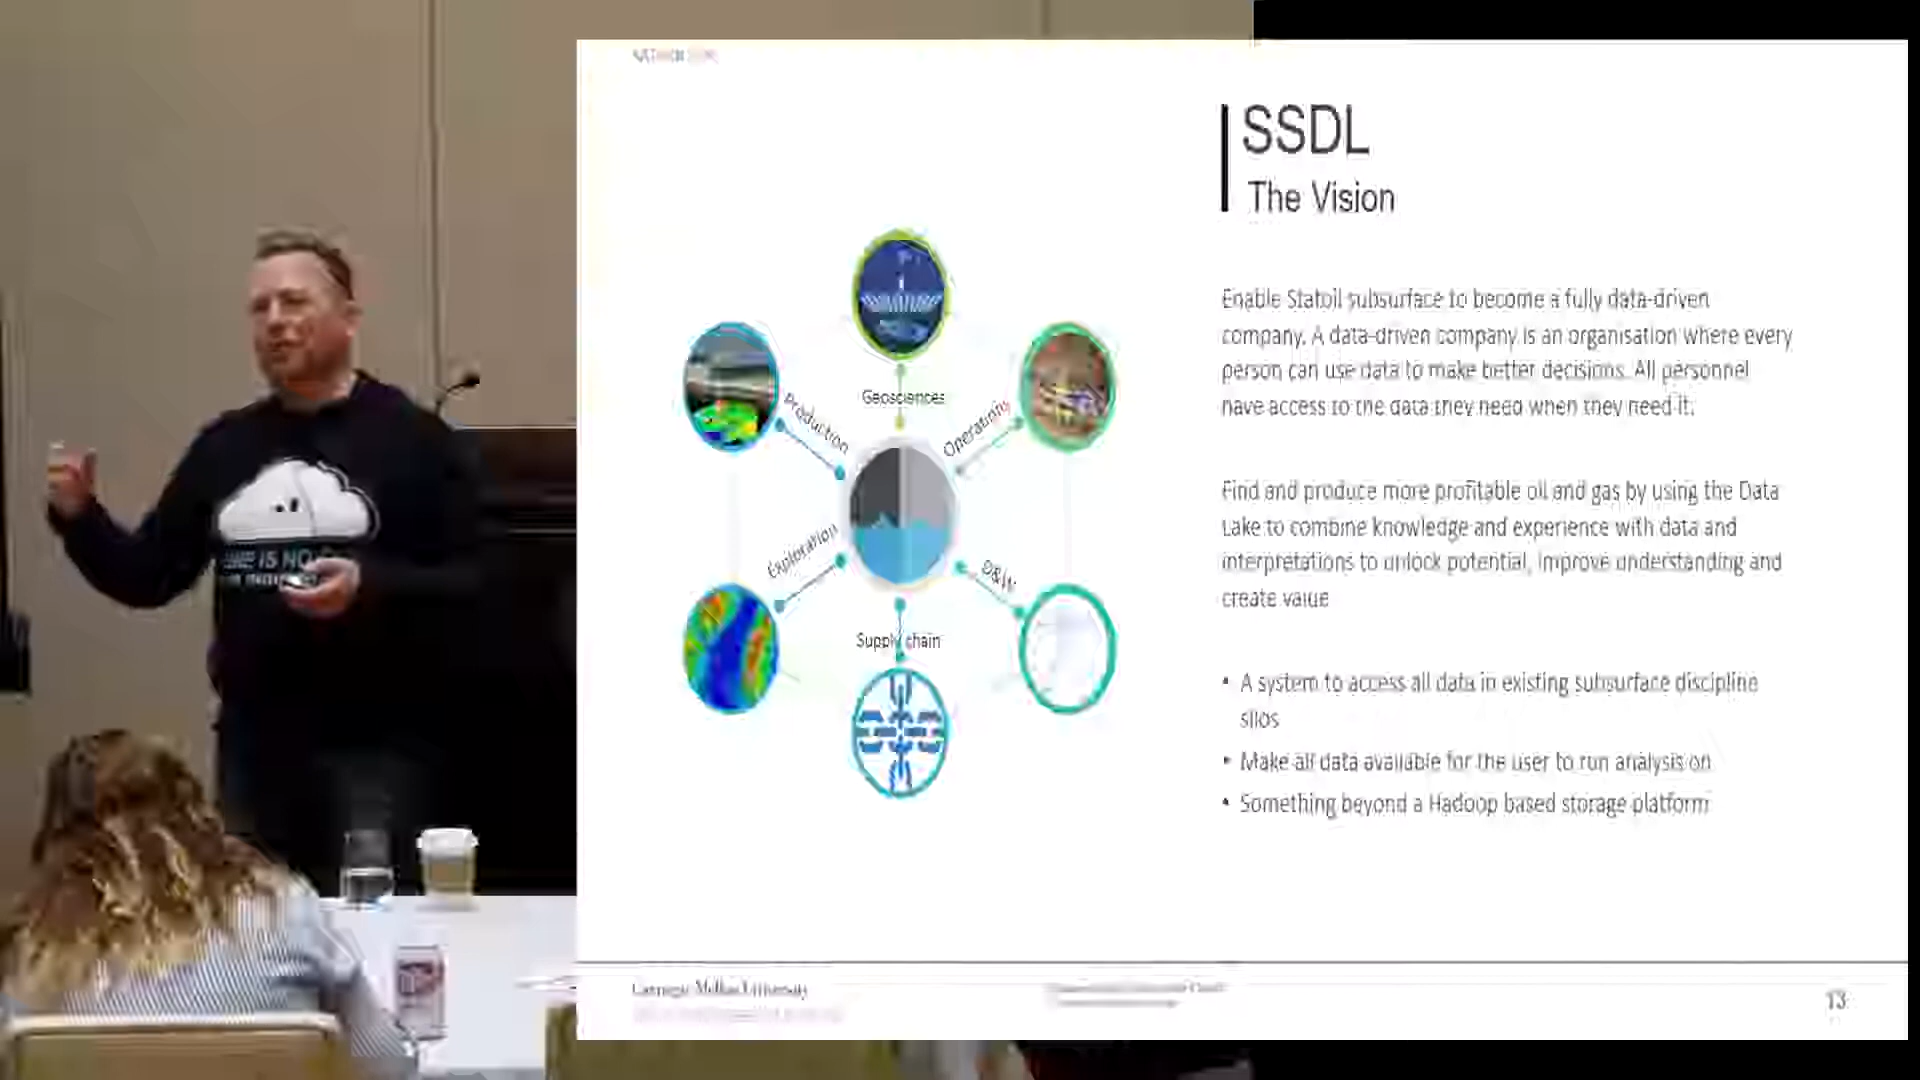 SSDL
The Vision
Enable Statoil subsurface to become a fully data-driven
company. A data-driven company is an organisation where every
person can use data to make better decisions. All personnel
have access to the data they need when they need it.
Find and produce more profitable oil and gas by using the Data
Lake to combine knowledge and experience with data and
interpretations to unlock potential, improve understanding and
create value
• A system to access all data in existing subsurface discipline
silos
• Make all data available for the user to run analysis on
• Something beyond a Hadoop based storage platform
Geosciences
Production
Operations
Exploration
D&W
Supply chain
IS NO
Carnegie Mellon University
13